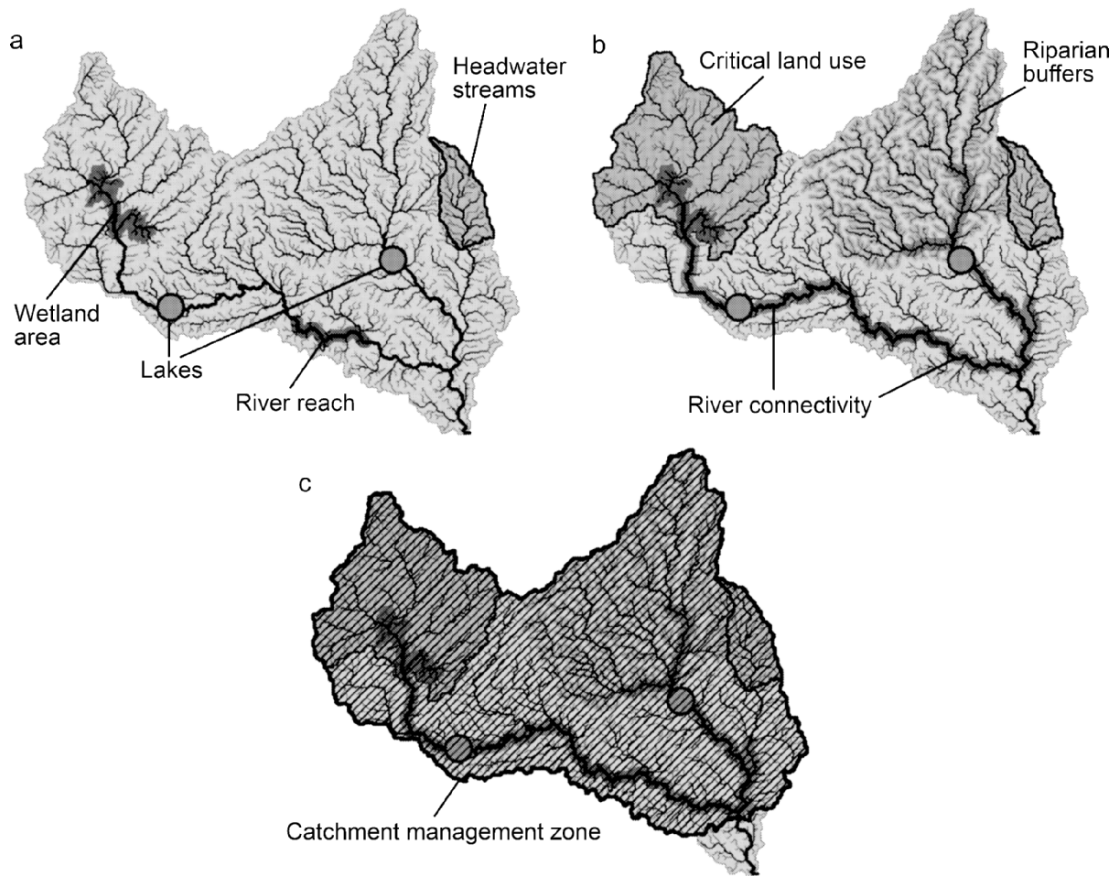 a
Headwater
streams
Wetland
area
Lakes
River reach
b
Critical land use
Riparian
buffers
River connectivity
c
Catchment management zone